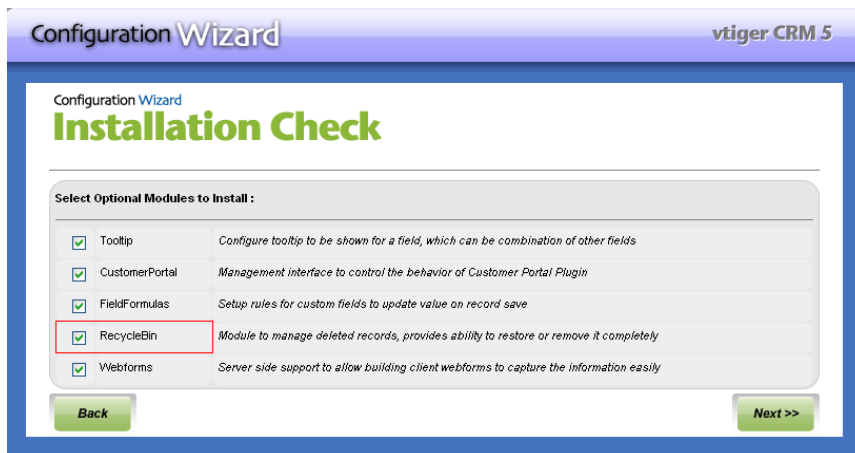 Configuration Wizard
vtiger CRM 5
Configuration Wizard
Installation Check
Select Optional Modules to Install :
Tooltip Configure tooltip to be shown for a field, which can be combination of other fields
CustomerPortal Management interface to control the behavior of Customer Portal Plugin
FieldFormulas Setup rules for custom fields to update value on record save
RecycleBin Module to manage deleted records, provides ability to restore or remove it completely
Webforms Server side support to allow building client webforms to capture the information easily
Back
Next >>